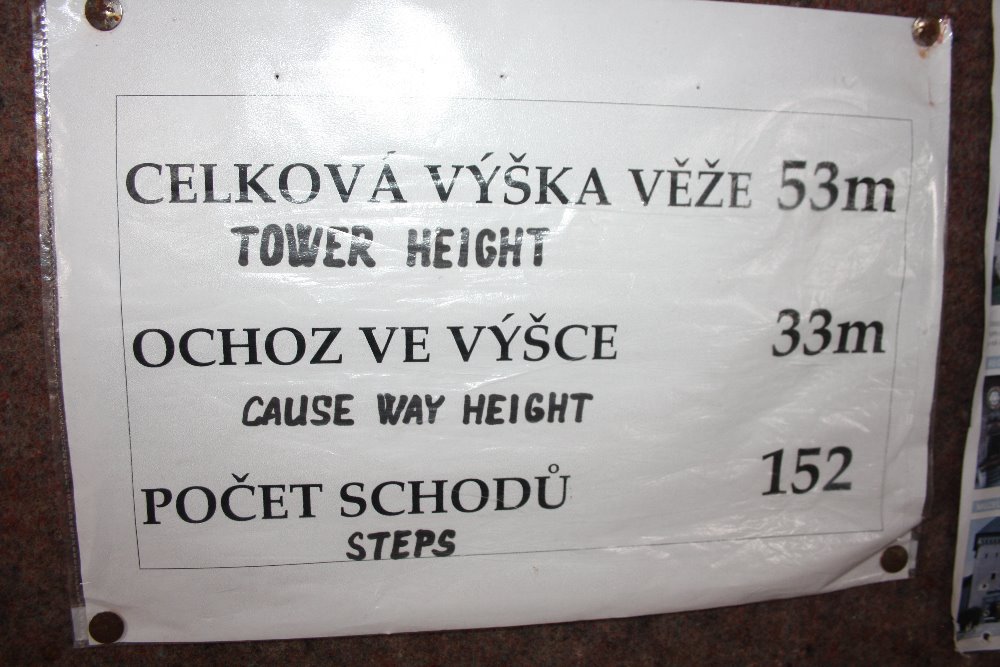 CELKOVÁ VÝŠKA VĚŽE 53m
TOWER HEIGHT
OCHOZ VE VÝŠCE 33m
CAUSE WAY HEIGHT
POČET SCHODŮ 152
STEPS